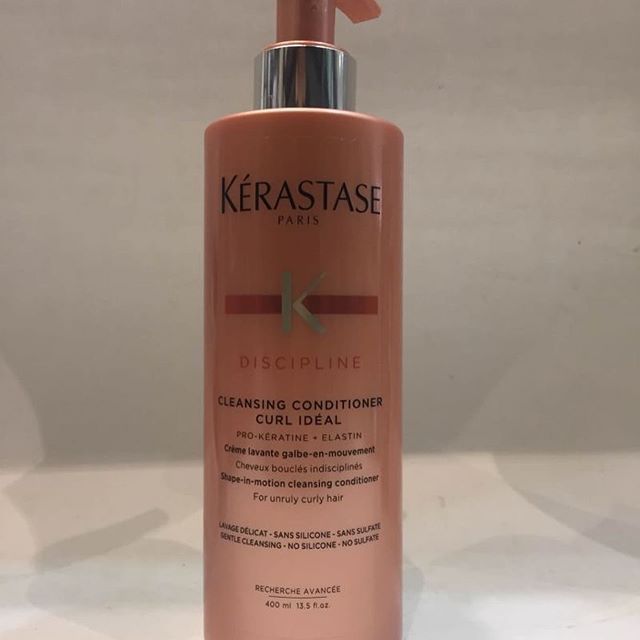 KÉRASTASE
PARIS
K
DISCIPLINE
CLEANSING CONDITIONER
CURL IDÉAL
PRO-KÉRATINE + ELASTIN
Crème lavante galbe-en-mouvement
Cheveux bouclés indisciplinés
Shape-in-motion cleansing conditioner
For unruly curly hair
LAVAGE DÉLICAT - SANS SILICONE - SANS SULFATE
GENTLE CLEANSING - NO SILICONE - NO SULFATE
RECHERCHE AVANCÉE
400 ml 13.5 fl.oz.